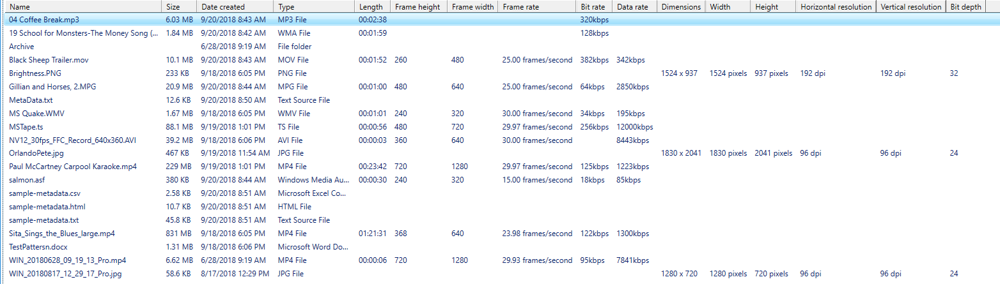 Name Size Date created Type Length Frame height Frame width Frame rate Bit rate Data rate Dimensions Width Height Horizontal resolution Vertical resolution Bit depth
04 Coffee Break.mp3 6.03 MB 9/20/2018 8:43 AM MP3 File 00:02:38 320kbps
19 School for Monsters-The Money Song (... 1.84 MB 9/20/2018 8:42 AM WMA File 00:01:59 128kbps
Archive 6/28/2018 9:19 AM File folder
Black Sheep Trailer.mov 10.1 MB 9/20/2018 8:43 AM MOV File 00:01:52 260 480 25.00 frames/second 382kbps 342kbps
Brightness.PNG 233 KB 9/18/2018 6:05 PM PNG File 1524 x 937 1524 pixels 937 pixels 192 dpi 192 dpi 32
Gillian and Horses, 2.MPG 20.9 MB 9/20/2018 8:44 AM MPG File 00:01:00 480 640 25.00 frames/second 64kbps 2850kbps
MetaData.txt 12.6 KB 9/20/2018 8:50 AM Text Source File
MS Quake.WMV 1.67 MB 9/18/2018 6:05 PM WMV File 00:01:01 240 320 30.00 frames/second 34kbps 195kbps
MSTape.ts 88.1 MB 9/19/2018 1:01 PM TS File 00:00:56 480 720 29.97 frames/second 256kbps 12000kbps
NV12_30fps_FFC_Record_640x360.AVI 39.2 MB 9/18/2018 6:06 PM AVI File 00:00:03 360 640 30.00 frames/second 8443kbps
OrlandoPete.jpg 467 KB 9/19/2018 11:54 AM JPG File 1830 x 2041 1830 pixels 2041 pixels 96 dpi 96 dpi 24
Paul McCartney Carpool Karaoke.mp4 229 MB 9/19/2018 1:01 PM MP4 File 00:23:42 720 1280 29.97 frames/second 125kbps 1223kbps
salmon.asf 380 KB 9/20/2018 8:44 AM Windows Media Au... 00:00:30 240 320 15.00 frames/second 18kbps 85kbps
sample-metadata.csv 2.58 KB 9/20/2018 8:51 AM Microsoft Excel Co...
sample-metadata.html 10.7 KB 9/20/2018 8:51 AM HTML File
sample-metadata.txt 45.8 KB 9/20/2018 8:51 AM Text Source File
Sita_Sings_the_Blues_large.mp4 831 MB 9/18/2018 6:05 PM MP4 File 01:21:31 368 640 23.98 frames/second 122kbps 1300kbps
TestPattersn.docx 1.31 MB 9/18/2018 6:06 PM Microsoft Word Do...
WIN_20180628_09_19_13_Pro.mp4 6.62 MB 6/28/2018 9:19 AM MP4 File 00:00:06 720 1280 29.93 frames/second 95kbps 7841kbps
WIN_20180817_12_29_17_Pro.jpg 58.6 KB 8/17/2018 12:29 PM JPG File 1280 x 720 1280 pixels 720 pixels 96 dpi 96 dpi 24